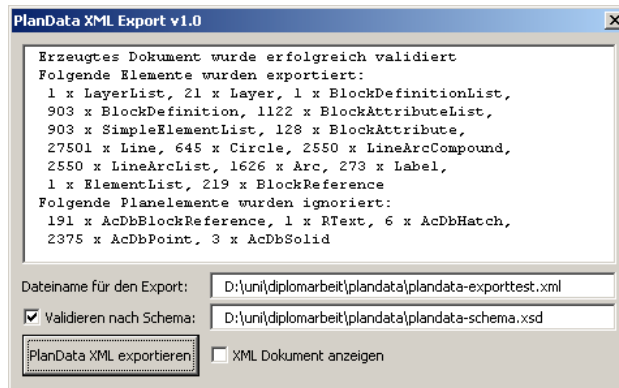 PlanData XML Export v1.0
Erzeugtes Dokument wurde erfolgreich validiert
Folgende Elemente wurden exportiert:
1 x LayerList, 21 x Layer, 1 x BlockDefinitionList,
903 x BlockDefinition, 1122 x BlockAttributeList,
903 x SimpleElementList, 128 x BlockAttribute,
27501 x Line, 645 x Circle, 2550 x LineArcCompound,
2550 x LineArcList, 1626 x Arc, 273 x Label,
1 x ElementList, 219 x BlockReference
Folgende Planelemente wurden ignoriert:
191 x AcDbBlockReference, 1 x RText, 6 x AcDbHatch,
2375 x AcDbPoint, 3 x AcDbSolid
Dateiname für den Export: D:\uni\diplomarbeit\plandata\plandata-exporttest.xml
Validieren nach Schema: D:\uni\diplomarbeit\plandata\plandata-schema.xsd
PlanData XML exportieren XML Dokument anzeigen